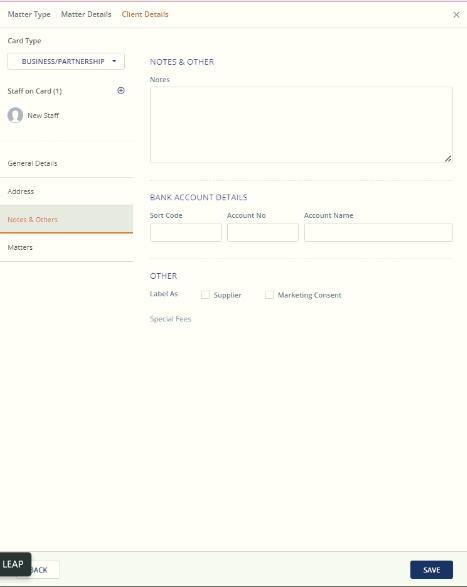 Matter Type Matter Details Client Details
Card Type
BUSINESS/PARTNERSHIP
Staff on Card (1)
New Staff
General Details
Address
Notes & Others
Matters
NOTES & OTHER
Notes
BANK ACCOUNT DETAILS
Sort Code Account No Account Name
OTHER
Label As Supplier Marketing Consent
Special Fees
LEAP
BACK
SAVE